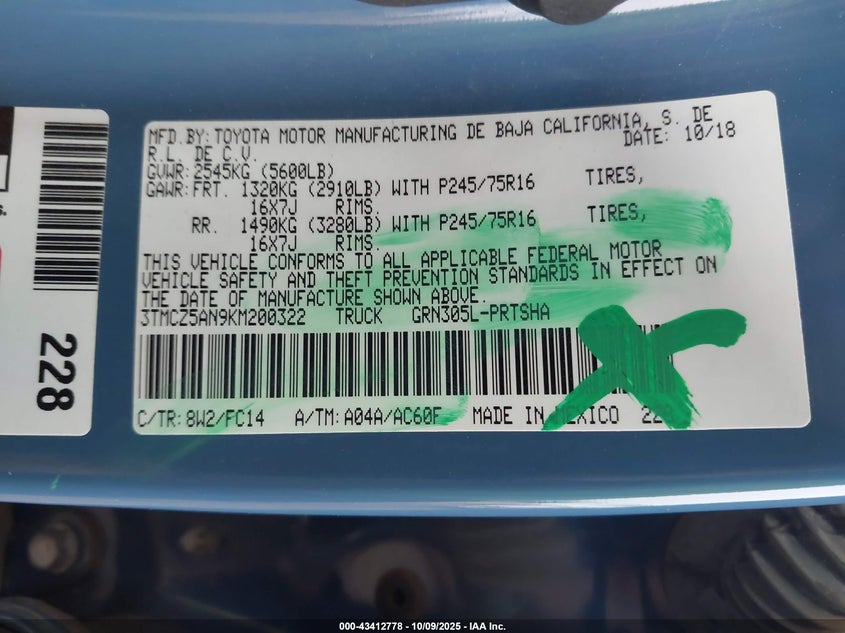 MFD.BY: TOYOTA MOTOR MANUFACTURING DE BAJA CALIFORNIA, S. DE
R.L. DE C.V. DATE: 10/18
GVWR: 2545KG (5600LB)
GAWR: FRT. 1320KG (2910LB) WITH P245/75R16 TIRES,
16X7J RIMS.
RR. 1490KG (3280LB) WITH P245/75R16 TIRES,
16X7J RIMS.
THIS VEHICLE CONFORMS TO ALL APPLICABLE FEDERAL MOTOR
VEHICLE SAFETY AND THEFT PREVENTION STANDARDS IN EFFECT ON
THE DATE OF MANUFACTURE SHOWN ABOVE.
3TMCZ5AN9KM200322 TRUCK GRN305L-PRTSHA
C/TR: 8W2/FC14 A/TM: A04A/AC60F MADE IN MEXICO
s.
228
000-43412778 - 10/09/2025 - IAA Inc.